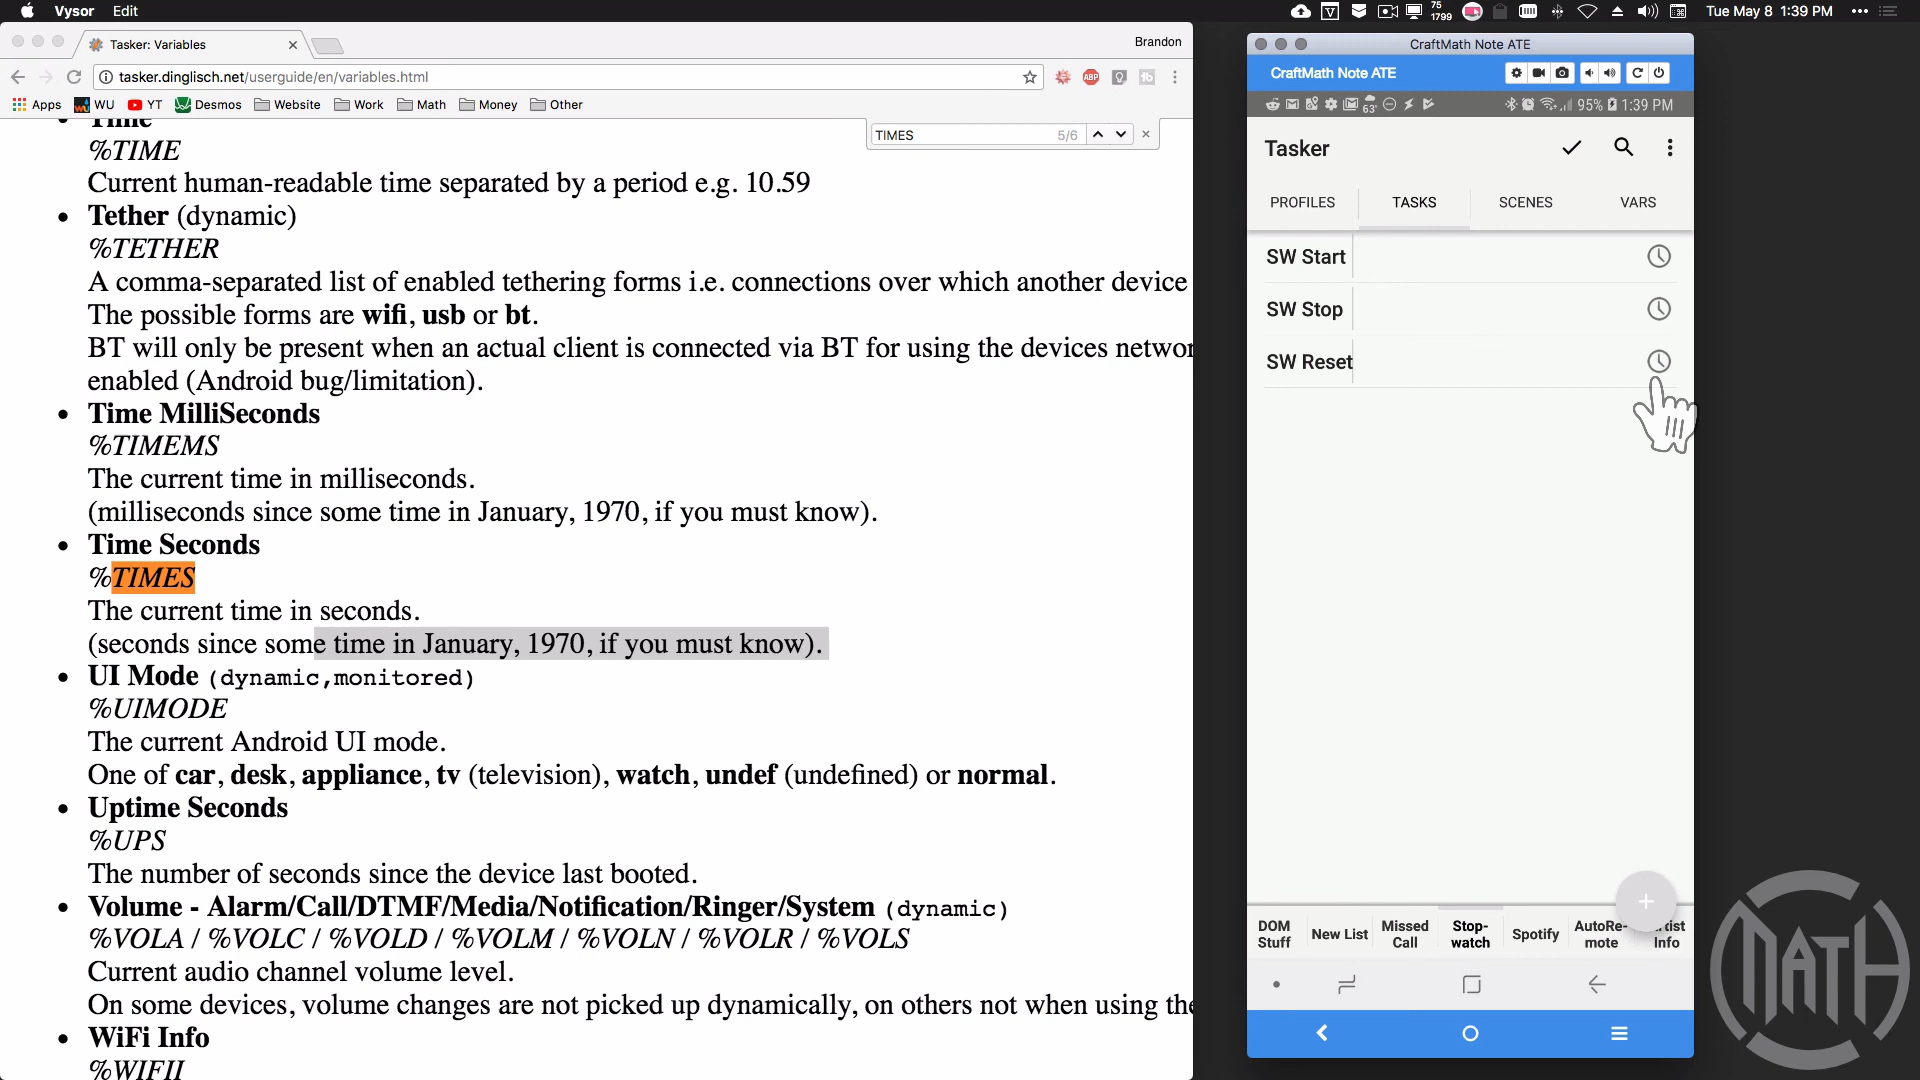 Vysor Edit
75
1799
Tue May 8 1:39 PM
Tasker: Variables
Brandon
tasker.dinglisch.net/userguide/en/variables.html
ABP
Apps WU YT Desmos Website Work Math Money Other
TIMES 5/6
Time
%TIME
Current human-readable time separated by a period e.g. 10.59
Tether (dynamic)
%TETHER
A comma-separated list of enabled tethering forms i.e. connections over which another device
The possible forms are wifi, usb or bt.
BT will only be present when an actual client is connected via BT for using the devices networ
enabled (Android bug/limitation).
Time MilliSeconds
%TIMEMS
The current time in milliseconds.
(milliseconds since some time in January, 1970, if you must know).
Time Seconds
%TIMES
The current time in seconds.
(seconds since some time in January, 1970, if you must know).
UI Mode (dynamic,monitored)
%UIMODE
The current Android UI mode.
One of car, desk, appliance, tv (television), watch, undef (undefined) or normal.
Uptime Seconds
%UPS
The number of seconds since the device last booted.
Volume - Alarm/Call/DTMF/Media/Notification/Ringer/System (dynamic)
%VOLA / %VOLC / %VOLD / %VOLM / %VOLN / %VOLR / %VOLS
Current audio channel volume level.
On some devices, volume changes are not picked up dynamically, on others not when using the
WiFi Info
%WIFII
CraftMath Note ATE
CraftMath Note ATE
63° 95% 1:39 PM
Tasker
PROFILES TASKS SCENES VARS
SW Start
SW Stop
SW Reset
+
DOM Stuff
New List
Missed Call
Stop-watch
Spotify
AutoRe-mote
Info
MATH